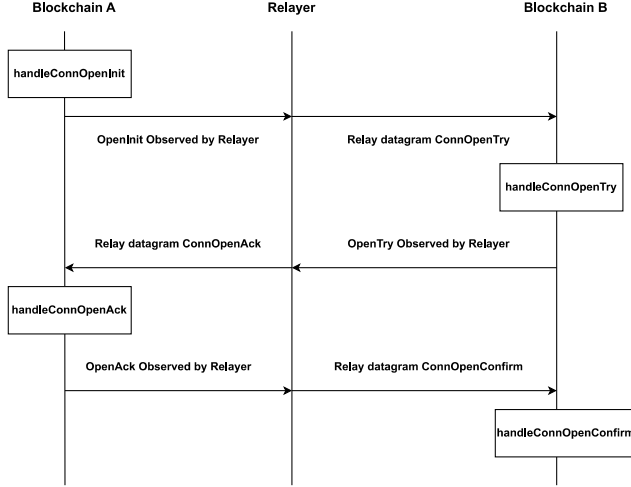 Blockchain A
Relayer
Blockchain B
handleConnOpenInit
OpenInit Observed by Relayer
Relay datagram ConnOpenTry
handleConnOpenTry
Relay datagram ConnOpenAck
OpenTry Observed by Relayer
handleConnOpenAck
OpenAck Observed by Relayer
Relay datagram ConnOpenConfirm
handleConnOpenConfirm